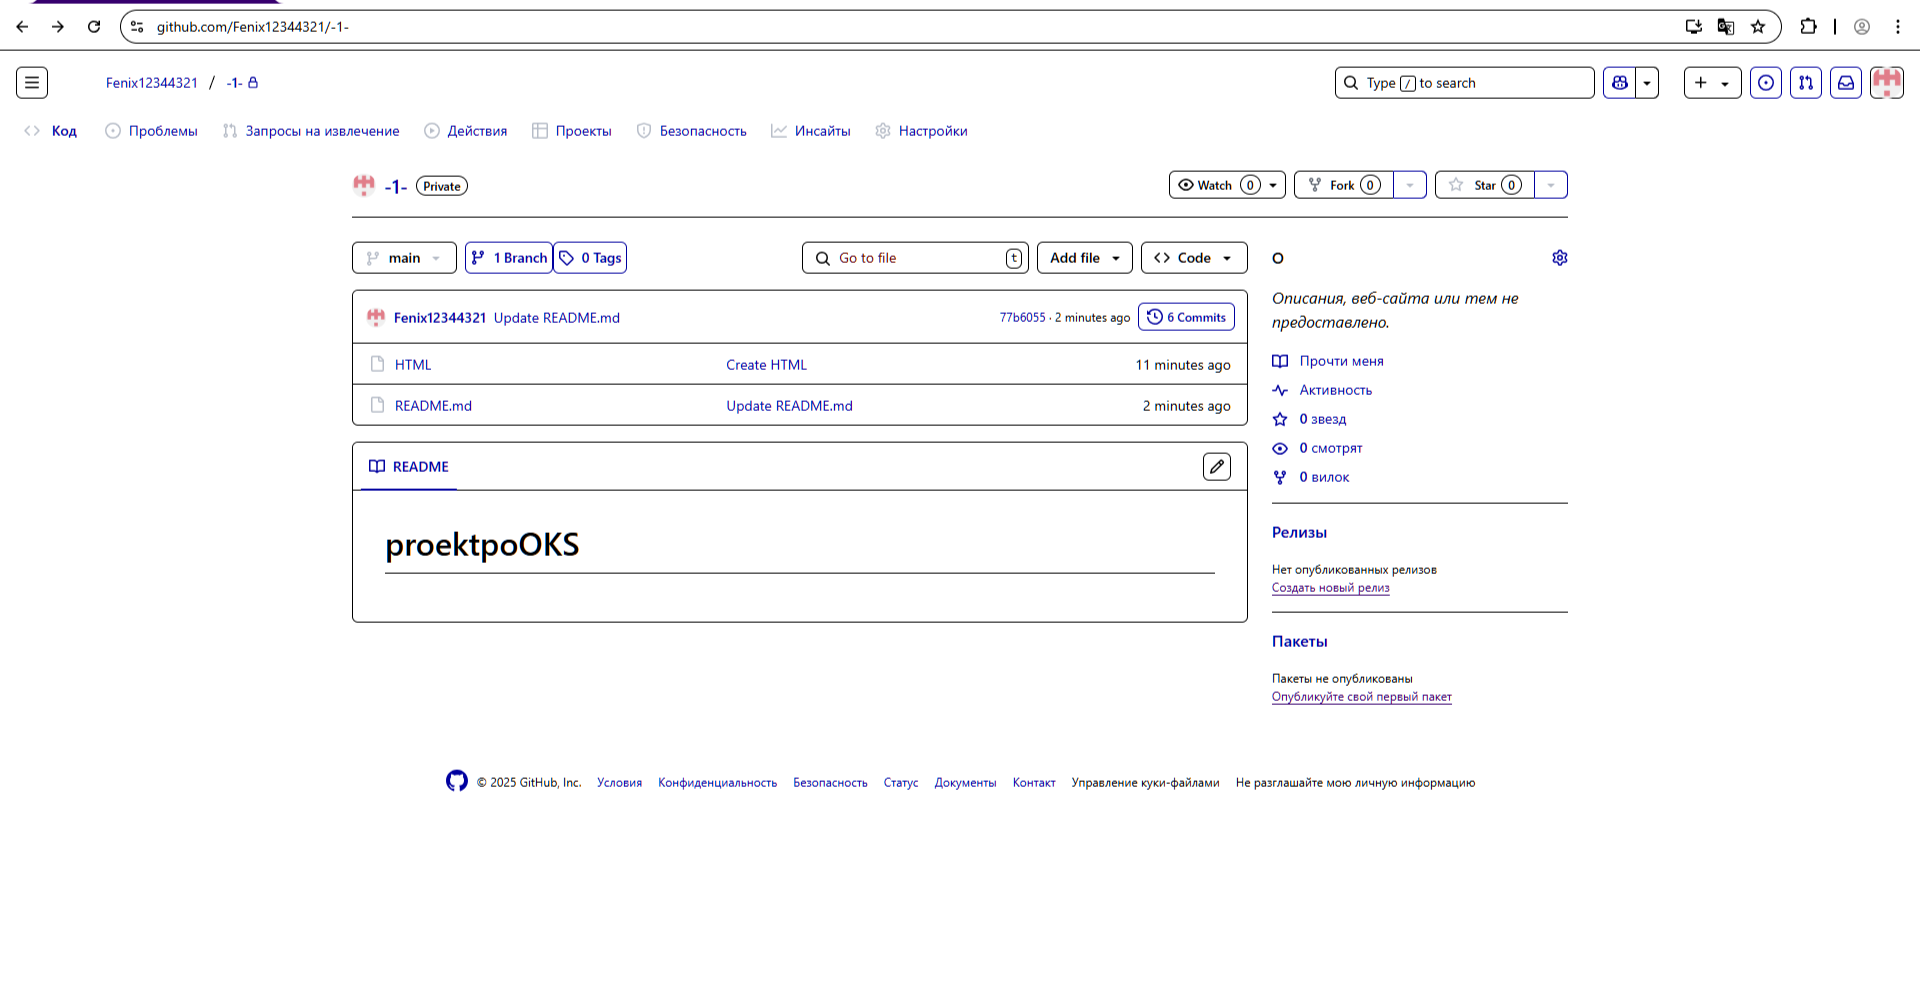 github.com/Fenix12344321/-1-
Fenix12344321 / -1-
Type / to search
Код Проблемы Запросы на извлечение Действия Проекты Безопасность Инсайты Настройки
-1- Private
Watch 0 Fork 0 Star 0
main 1 Branch 0 Tags Go to file t Add file Code
Fenix12344321 Update README.md 77b6055 · 2 minutes ago 6 Commits
HTML Create HTML 11 minutes ago
README.md Update README.md 2 minutes ago
README
proektpoOKS
О
Описания, веб-сайта или тем не
предоставлено.
Прочти меня
Активность
0 звезд
0 смотрят
0 вилок
Релизы
Нет опубликованных релизов
Создать новый релиз
Пакеты
Пакеты не опубликованы
Опубликуйте свой первый пакет
© 2025 GitHub, Inc. Условия Конфиденциальность Безопасность Статус Документы Контакт Управление куки-файлами Не разглашайте мою личную информацию